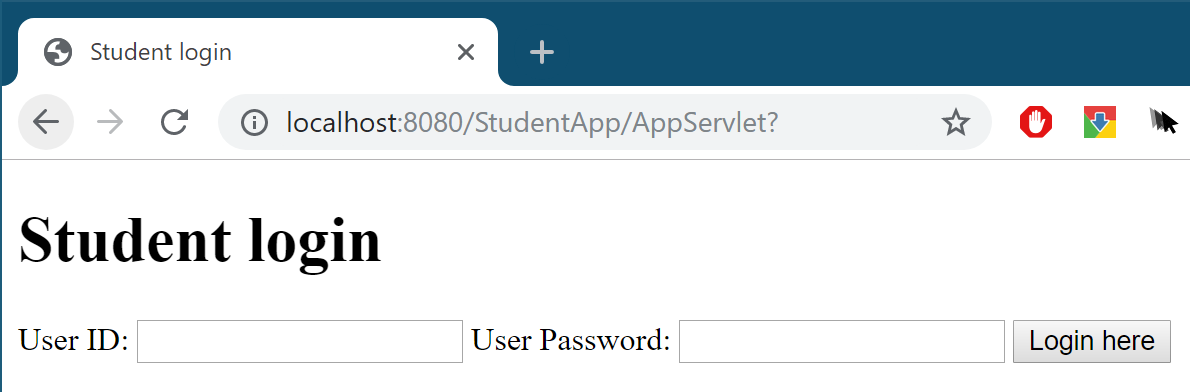 Student login
localhost:8080/StudentApp/AppServlet?
Student login
User ID: User Password: Login here